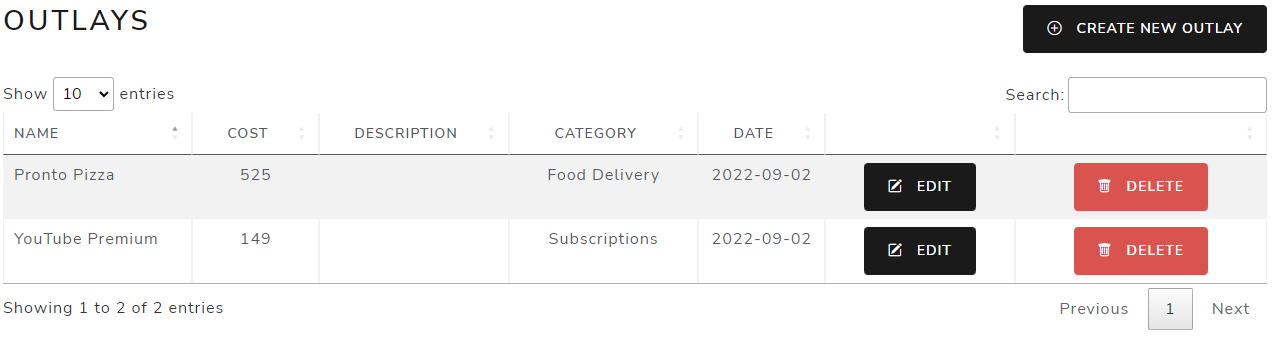 OUTLAYS
CREATE NEW OUTLAY
Show 10 entries
Search:
NAME COST DESCRIPTION CATEGORY DATE
Pronto Pizza 525 Food Delivery 2022-09-02 EDIT DELETE
YouTube Premium 149 Subscriptions 2022-09-02 EDIT DELETE
Showing 1 to 2 of 2 entries
Previous 1 Next